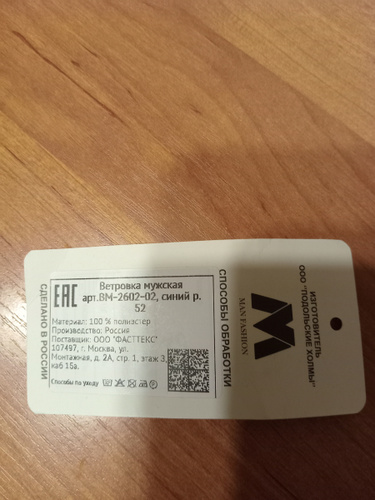 СДЕЛАНО В РОССИИ
EAC
Ветровка мужская
арт.ВМ-2602-02, синий р.
52
Материал: 100 % полиэстер
Производство: Россия
Поставщик: ООО "ФАСТТЕКС"
107497, г. Москва, ул.
Монтажная, д. 2А, стр. 1, этаж 3,
каб 15а.
Способы по уходу
СПОСОБЫ ОБРАБОТКИ
M
MAN FASHION
ИЗГОТОВИТЕЛЬ
ООО "ПОДОЛЬСКИЕ ХОЛМЫ"